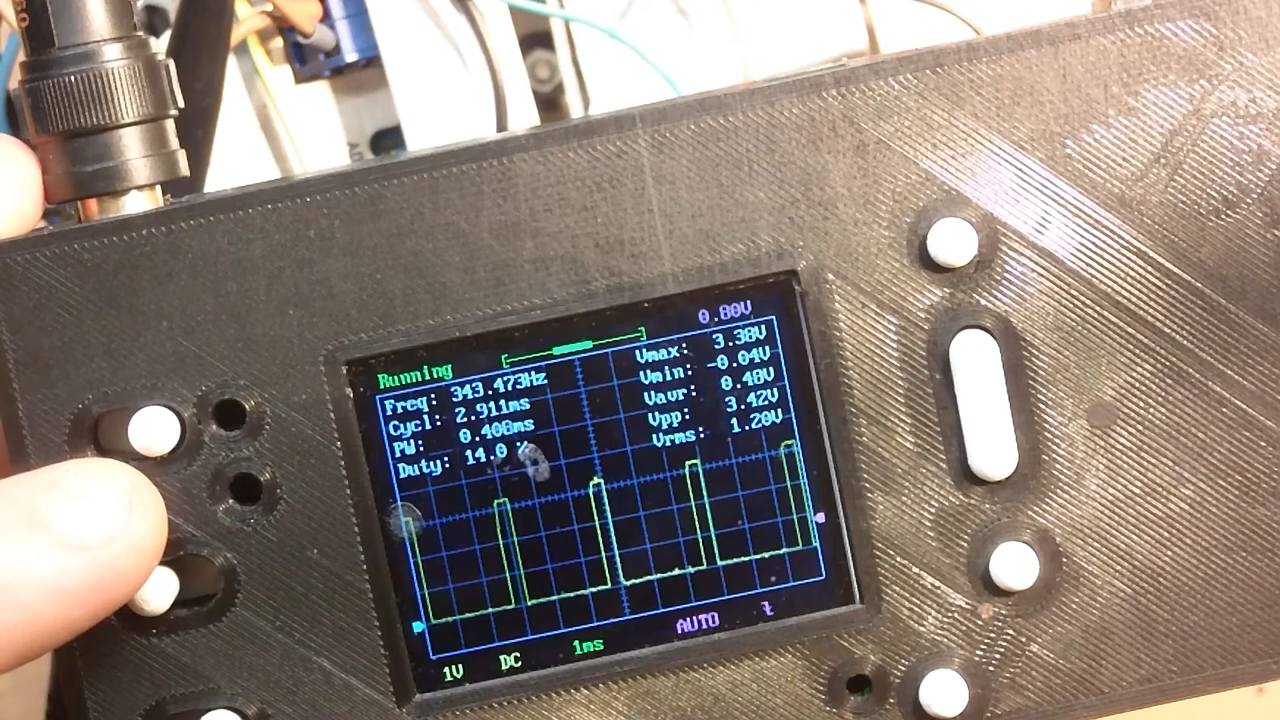 0.80V
Running
Freq: 343.473Hz
Cycl: 2.911ms
PW: 0.408ms
Duty: 14.0 %
Vmax: 3.38V
Vmin: -0.04V
Vavr: 0.48V
Vpp: 3.42V
Vrms: 1.20V
1V DC 1ms AUTO